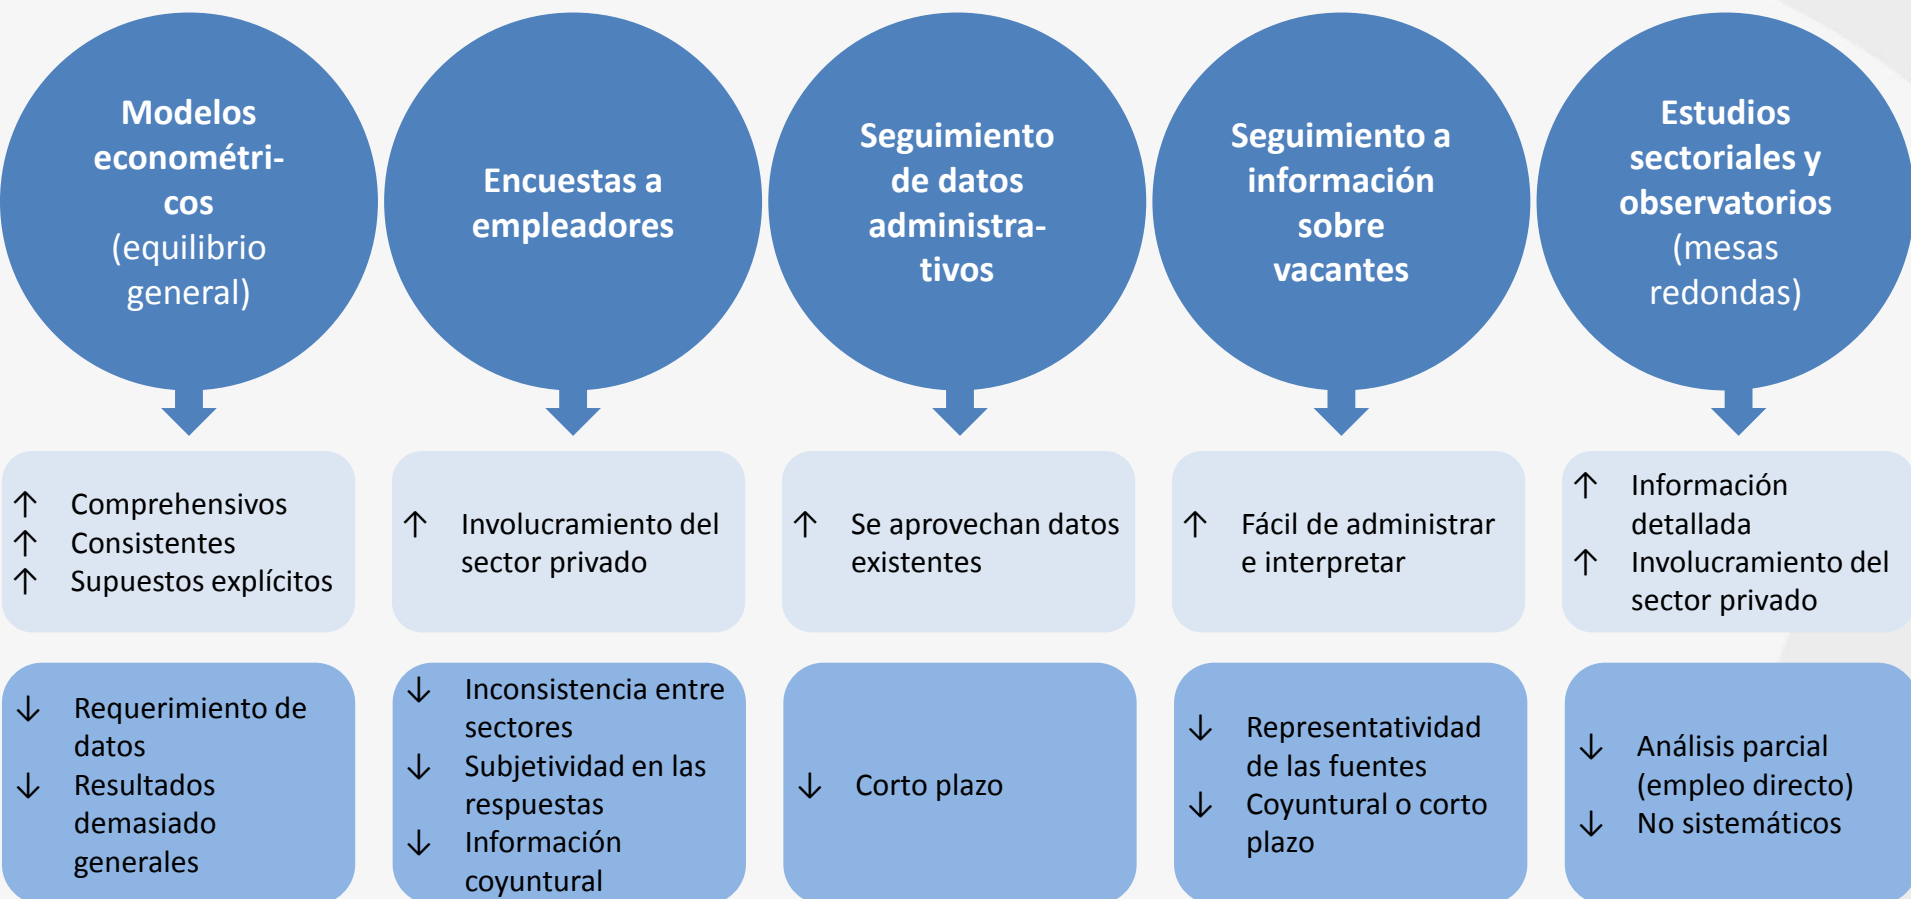 Modelos
econométri-
cos
(equilibrio
general)
Encuestas a
empleadores
Seguimiento
de datos
administra-
tivos
Seguimiento a
información
sobre
vacantes
Estudios
sectoriales y
observatorios
(mesas
redondas)
↑ Comprehensivos
↑ Consistentes
↑ Supuestos explícitos
↑ Involucramiento del
sector privado
↑ Se aprovechan datos
existentes
↑ Fácil de administrar
e interpretar
↑ Información
detallada
↑ Involucramiento del
sector privado
↓ Requerimiento de
datos
↓ Resultados
demasiado
generales
↓ Inconsistencia entre
sectores
↓ Subjetividad en las
respuestas
↓ Información
coyuntural
↓ Corto plazo
↓ Representatividad
de las fuentes
↓ Coyuntural o corto
plazo
↓ Análisis parcial
(empleo directo)
↓ No sistemáticos